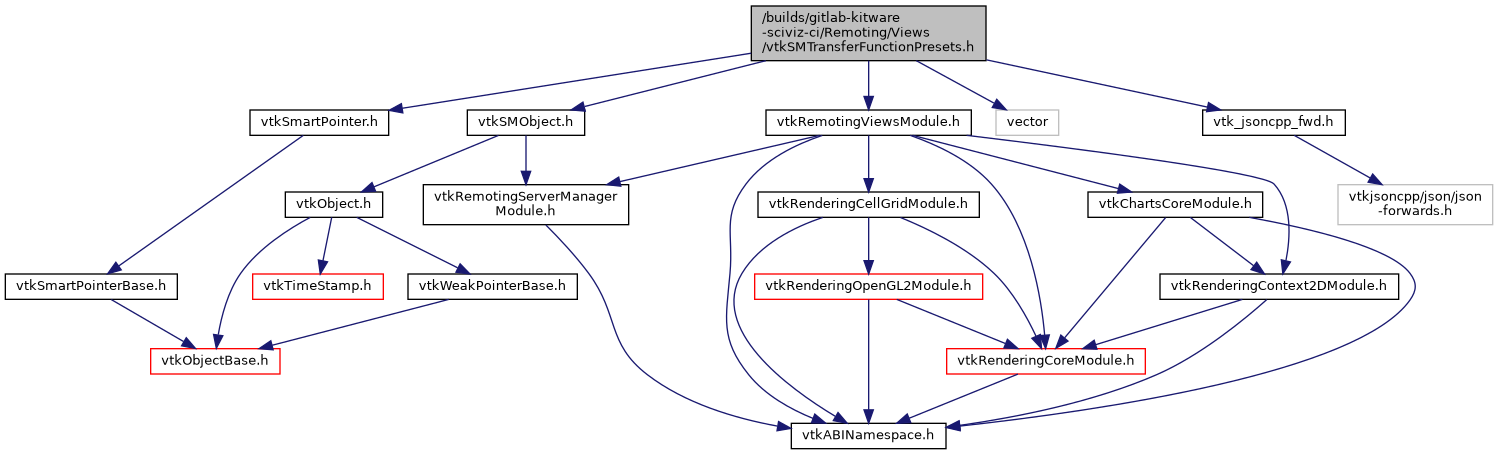 /builds/gitlab-kitware
-sciviz-ci/Remoting/Views
/vtkSMTransferFunctionPresets.h
vtkSmartPointer.h
vtkSMObject.h
vtkRemotingViewsModule.h
vector
vtk_jsoncpp_fwd.h
vtkObject.h
vtkRemotingServerManager
Module.h
vtkRenderingCellGridModule.h
vtkChartsCoreModule.h
vtkjsoncpp/json/json
-forwards.h
vtkSmartPointerBase.h
vtkTimeStamp.h
vtkWeakPointerBase.h
vtkRenderingOpenGL2Module.h
vtkRenderingContext2DModule.h
vtkObjectBase.h
vtkRenderingCoreModule.h
vtkABINamespace.h